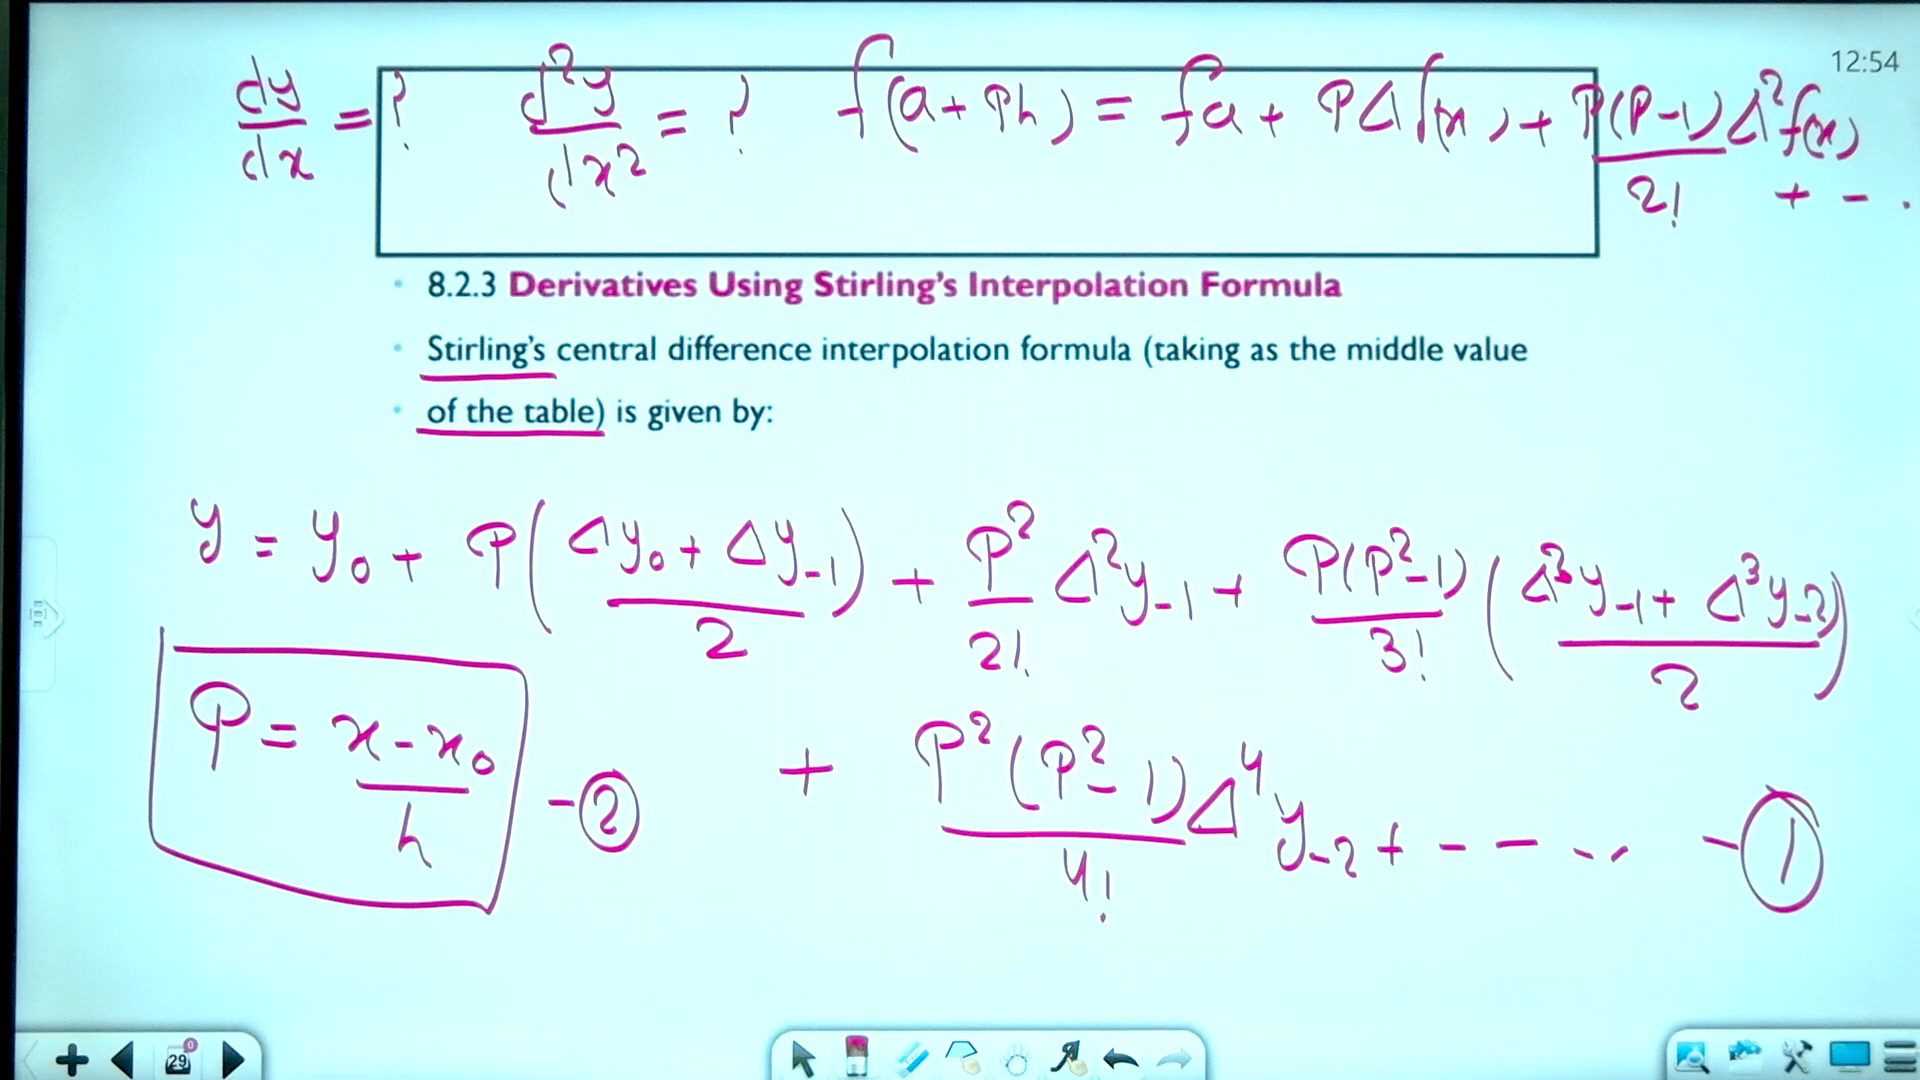 12:54
dy/dx = ? d²y/dx² = ? f(a+Ph) = fa + PΔf(x) + P(P-1)/2! Δ²f(x) + - .
• 8.2.3 Derivatives Using Stirling's Interpolation Formula
• Stirling's central difference interpolation formula (taking as the middle value
• of the table) is given by:
y = y₀ + P((Δy₀ + Δy₋₁)/2) + P²/2! Δ²y₋₁ + P(P²-1)/3! ((Δ³y₋₁ + Δ³y₋₂)/2)
P = (x - x₀)/h -②
+ P²(P²-1)/4! Δ⁴y₋₂ + - - - .. -①
29
0